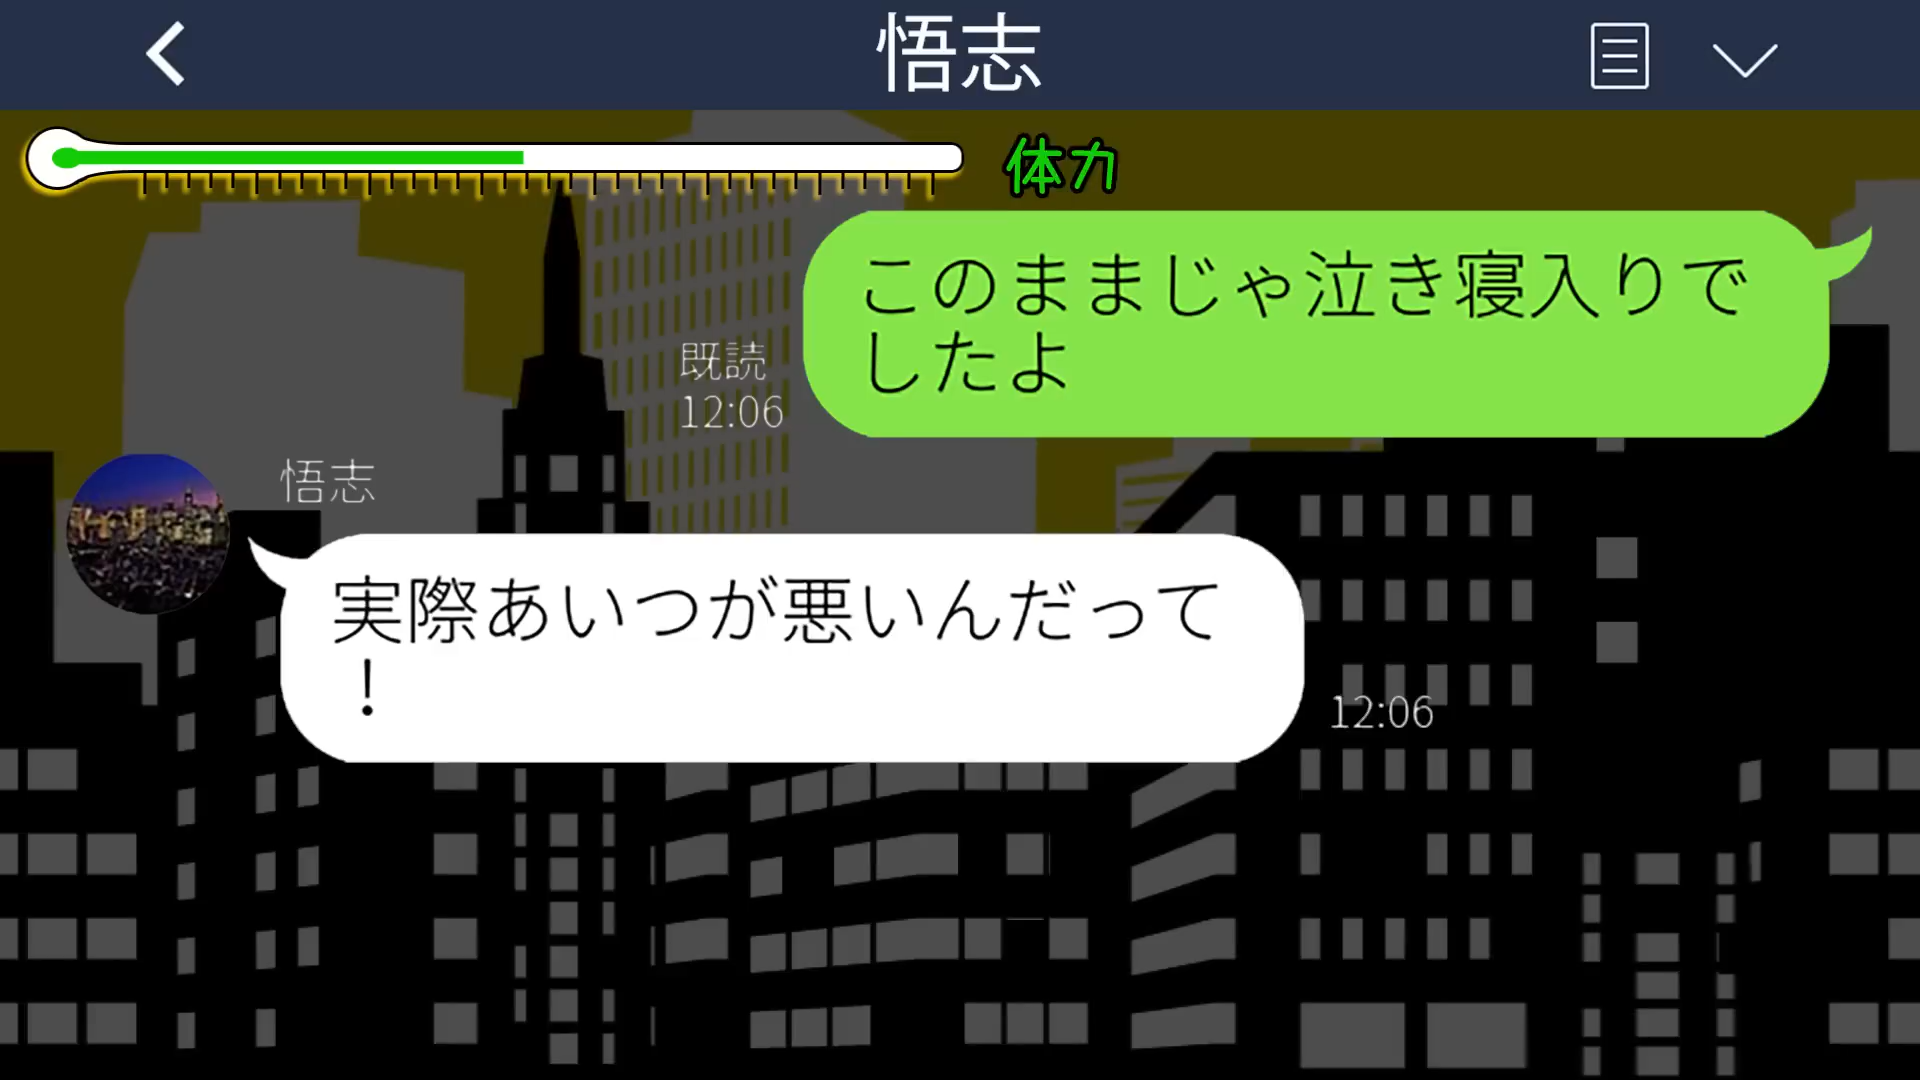 悟志
体力
このままじゃ泣き寝入りで
したよ
既読
12:06
悟志
実際あいつが悪いんだって
！
12:06